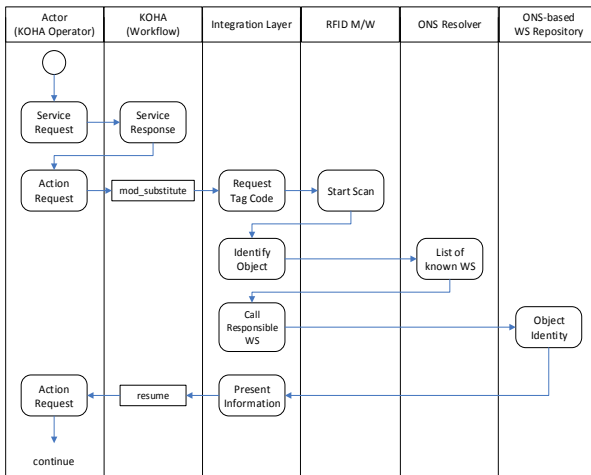 Actor
(KOHA Operator)
KOHA
(Workflow)
Integration Layer
RFID M/W
ONS Resolver
ONS-based
WS Repository
Service
Request
Service
Response
Action
Request
mod_substitute
Request
Tag Code
Start Scan
Identify
Object
List of
known WS
Call
Responsible
WS
Object
Identity
Action
Request
resume
Present
Information
continue